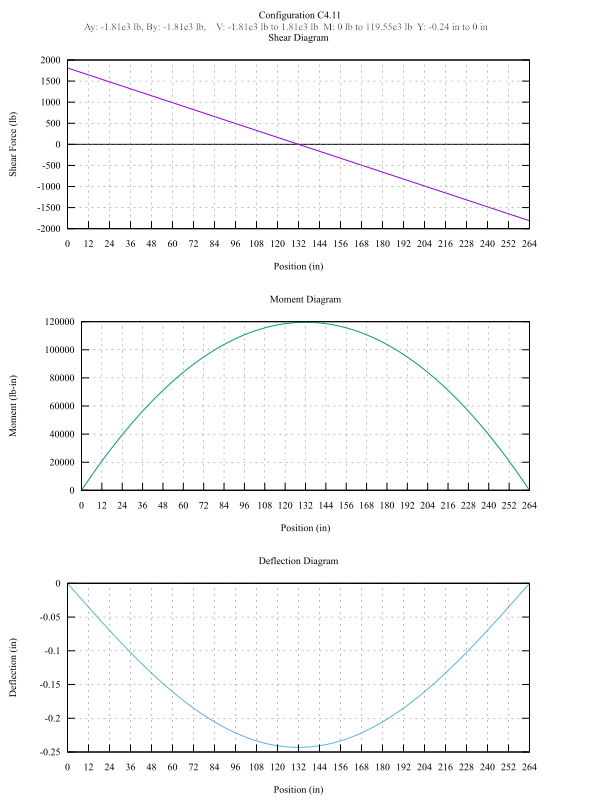 Configuration C4.11
Ay: -1.81e3 lb, By: -1.81e3 lb,    V: -1.81e3 lb to 1.81e3 lb  M: 0 lb to 119.55e3 lb  Y: -0.24 in to 0 in
Shear Diagram
2000
1500
1000
500
0
-500
-1000
-1500
-2000
Shear Force (lb)
0 12 24 36 48 60 72 84 96 108 120 132 144 156 168 180 192 204 216 228 240 252 264
Position (in)
Moment Diagram
120000
100000
80000
60000
40000
20000
0
Moment (lb-in)
0 12 24 36 48 60 72 84 96 108 120 132 144 156 168 180 192 204 216 228 240 252 264
Position (in)
Deflection Diagram
0
-0.05
-0.1
-0.15
-0.2
-0.25
Deflection (in)
0 12 24 36 48 60 72 84 96 108 120 132 144 156 168 180 192 204 216 228 240 252 264
Position (in)